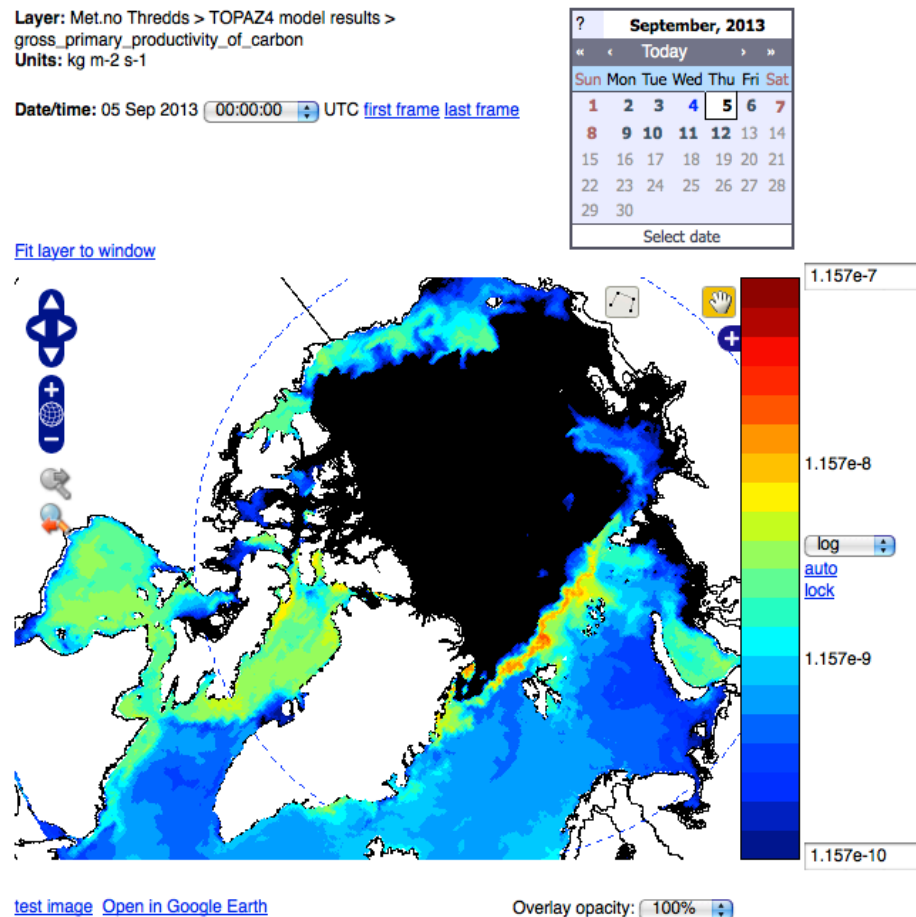 Layer: Met.no Thredds > TOPAZ4 model results >
gross_primary_productivity_of_carbon
Units: kg m-2 s-1
Date/time: 05 Sep 2013 00:00:00 UTC first frame last frame
? September, 2013
« ‹ Today › »
Sun Mon Tue Wed Thu Fri Sat
1 2 3 4 5 6 7
8 9 10 11 12 13 14
15 16 17 18 19 20 21
22 23 24 25 26 27 28
29 30
Select date
Fit layer to window
1.157e-7
1.157e-8
log
auto
lock
1.157e-9
1.157e-10
test image Open in Google Earth
Overlay opacity: 100%